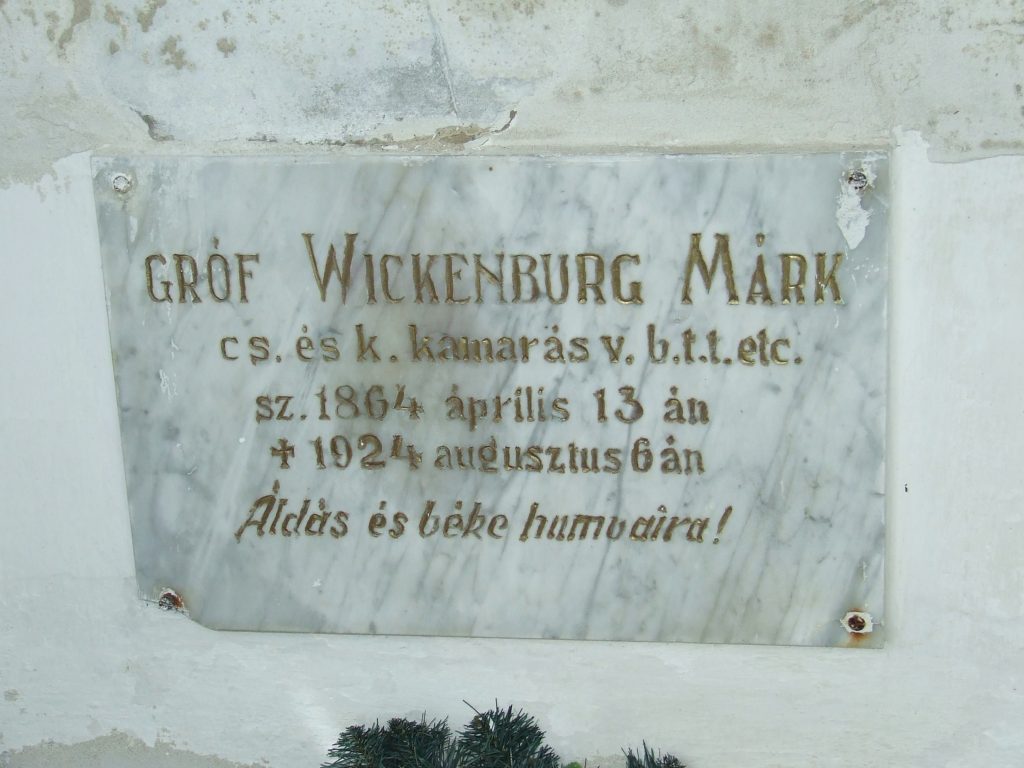 GRÓF WICKENBURG MÁRK
cs. és k. kamarás v. b.t.t. etc.
sz. 1864 április 13 án
+ 1924 augusztus 6 án
Áldás és béke humvaira!